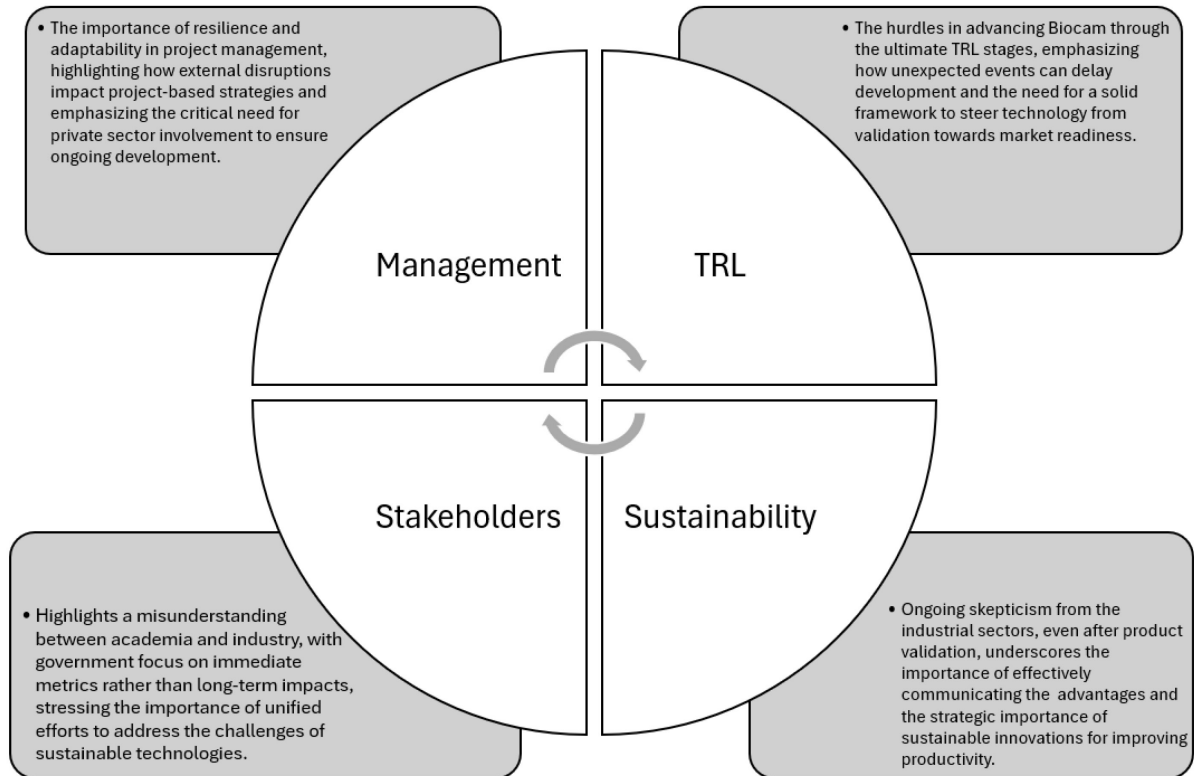 • The importance of resilience and
adaptability in project management,
highlighting how external disruptions
impact project-based strategies and
emphasizing the critical need for
private sector involvement to ensure
ongoing development.
• The hurdles in advancing Biocam through
the ultimate TRL stages, emphasizing
how unexpected events can delay
development and the need for a solid
framework to steer technology from
validation towards market readiness.
Management
TRL
Stakeholders
Sustainability
• Highlights a misunderstanding
between academia and industry, with
government focus on immediate
metrics rather than long-term impacts,
stressing the importance of unified
efforts to address the challenges of
sustainable technologies.
• Ongoing skepticism from the
industrial sectors, even after product
validation, underscores the
importance of effectively
communicating the advantages and
the strategic importance of
sustainable innovations for improving
productivity.